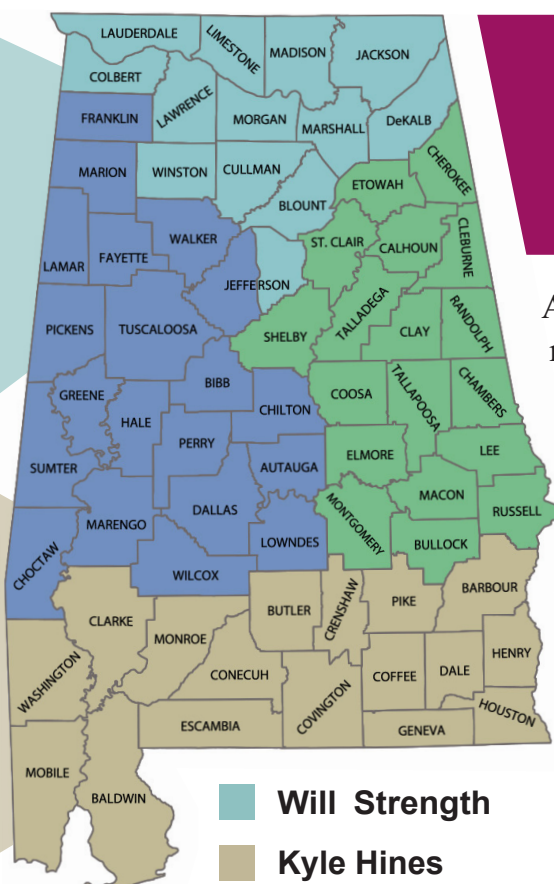 LAUDERDALE
LIMESTONE
MADISON
JACKSON
COLBERT
LAWRENCE
FRANKLIN
MORGAN
MARSHALL
DeKALB
MARION
WINSTON
CULLMAN
CHEROKEE
ETOWAH
BLOUNT
WALKER
ST. CLAIR
CALHOUN
CLEBURNE
LAMAR
FAYETTE
JEFFERSON
TALLADEGA
RANDOLPH
A
PICKENS
TUSCALOOSA
SHELBY
CLAY
r
BIBB
GREENE
HALE
CHILTON
COOSA
TALLAPOOSA
CHAMBERS
PERRY
SUMTER
AUTAUGA
ELMORE
LEE
DALLAS
MACON
MARENGO
MONTGOMERY
RUSSELL
CHOCTAW
LOWNDES
BULLOCK
WILCOX
CLARKE
BUTLER
CRENSHAW
PIKE
BARBOUR
MONROE
WASHINGTON
CONECUH
COFFEE
DALE
HENRY
COVINGTON
ESCAMBIA
GENEVA
HOUSTON
MOBILE
BALDWIN
Will Strength
Kyle Hines